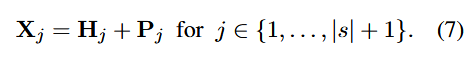 X_j = H_j + P_j for j ∈ {1, . . . , |s| + 1}. (7)